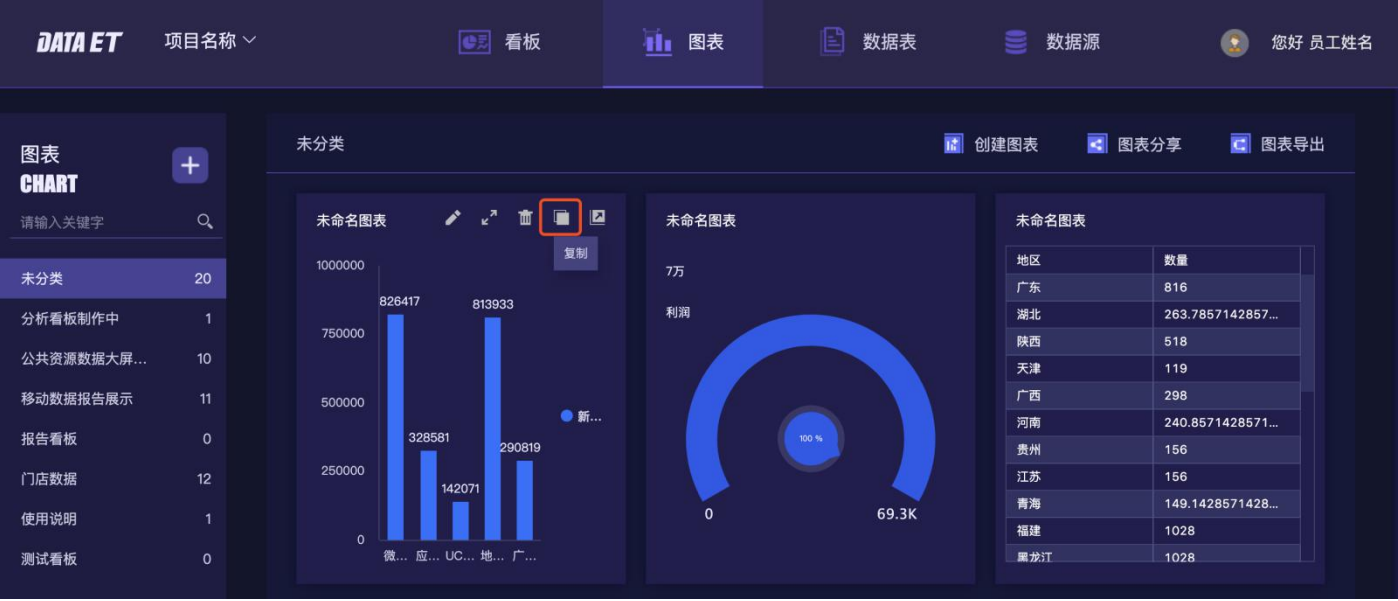 DATA ET
项目名称
看板
图表
数据表
数据源
您好 员工姓名
图表
CHART
请输入关键字
未分类 20
分析看板制作中 1
公共资源数据大屏... 10
移动数据报告展示 11
报告看板 0
门店数据 12
使用说明 1
测试看板 0
未分类
创建图表
图表分享
图表导出
未命名图表
复制
1000000
750000
500000
250000
0
826417
328581
142071
813933
290819
微... 应... UC... 地... 广...
新...
未命名图表
7万
利润
100 %
0
69.3K
未命名图表
地区 数量
广东 816
湖北 263.7857142857...
陕西 518
天津 119
广西 298
河南 240.8571428571...
贵州 156
江苏 156
青海 149.1428571428...
福建 1028
黑龙江 1028